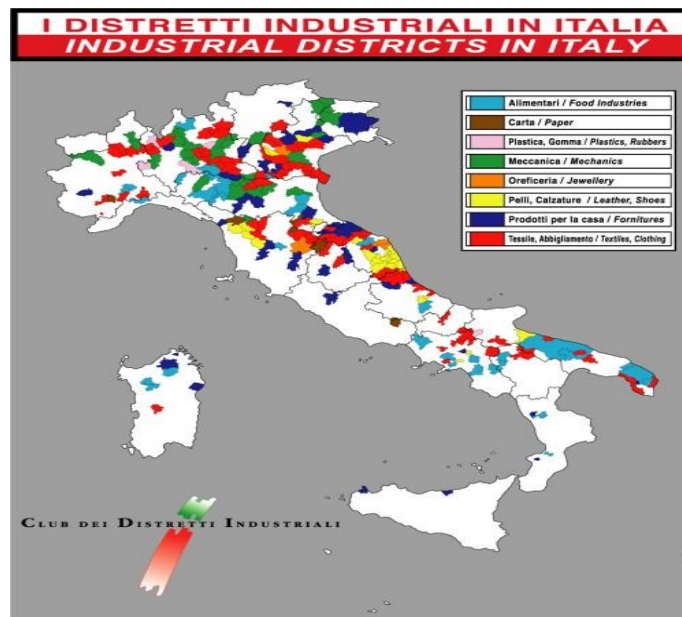 I DISTRETTI INDUSTRIALI IN ITALIA
INDUSTRIAL DISTRICTS IN ITALY
Alimentari / Food Industries
Carta / Paper
Plastica, Gomma / Plastics, Rubbers
Meccanica / Mechanics
Oreficeria / Jewellery
Pelli, Calzature / Leather, Shoes
Prodotti per la casa / Fornitures
Tessile, Abbigliamento / Textiles, Clothing
CLUB DEI DISTRETTI INDUSTRIALI